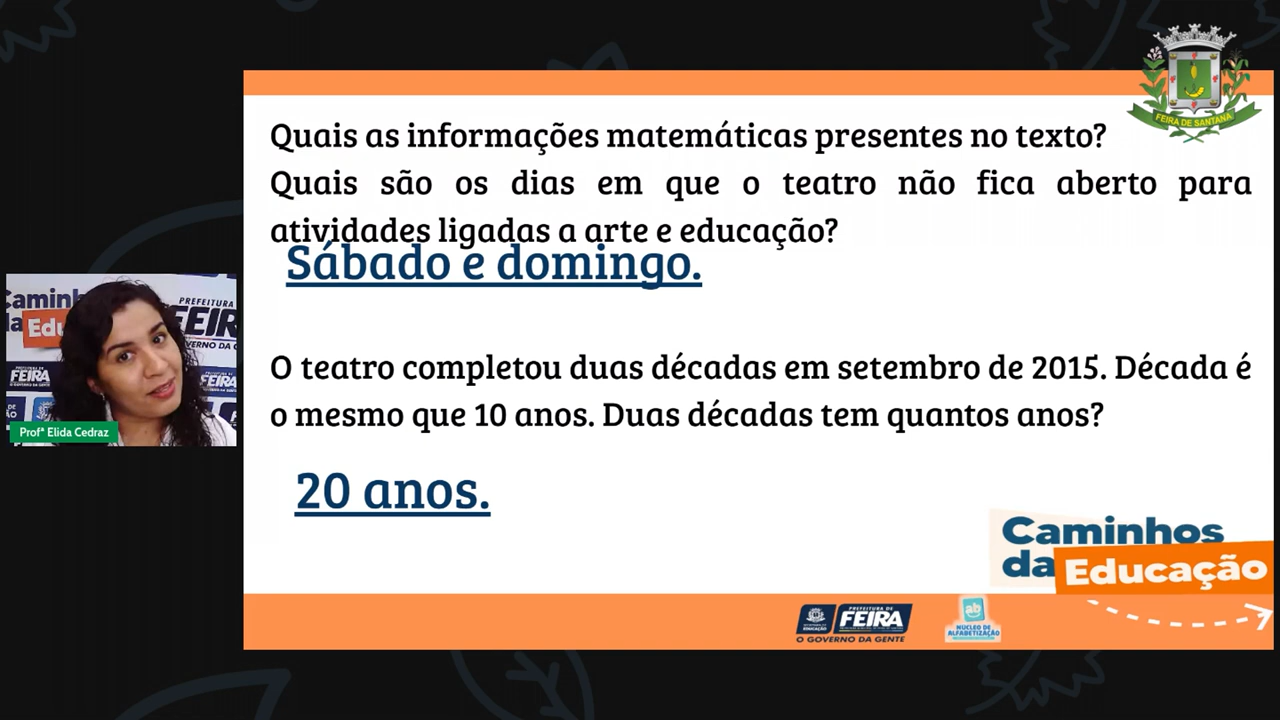 FEIRA DE SANTANA
Quais as informações matemáticas presentes no texto?
Quais são os dias em que o teatro não fica aberto para
atividades ligadas a arte e educação?
Sábado e domingo.
O teatro completou duas décadas em setembro de 2015. Década é
o mesmo que 10 anos. Duas décadas tem quantos anos?
20 anos.
Profª Elida Cedraz
Caminhos
da Educação
PREFEITURA DE
FEIRA
O GOVERNO DA GENTE
ab
NÚCLEO DE
ALFABETIZAÇÃO